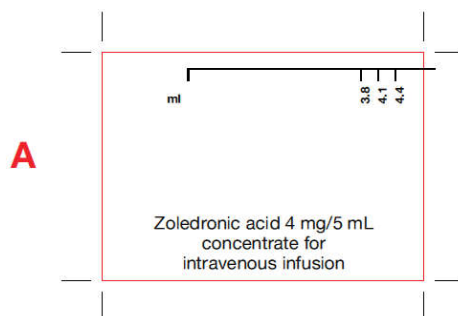 ml 3.8 4.1 4.4
A
Zoledronic acid 4 mg/5 mL
concentrate for
intravenous infusion